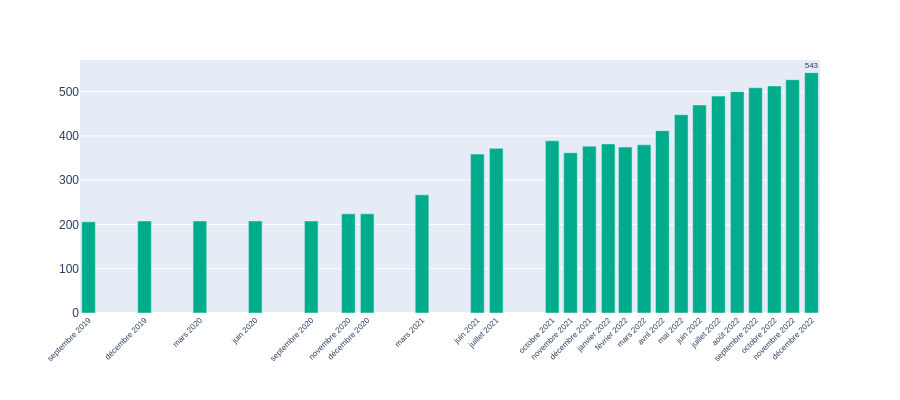 543
500
400
300
200
100
0
septembre 2019
décembre 2019
mars 2020
juin 2020
septembre 2020
novembre 2020
décembre 2020
mars 2021
juin 2021
juillet 2021
octobre 2021
novembre 2021
décembre 2021
janvier 2022
février 2022
mars 2022
avril 2022
mai 2022
juin 2022
juillet 2022
août 2022
septembre 2022
octobre 2022
novembre 2022
décembre 2022